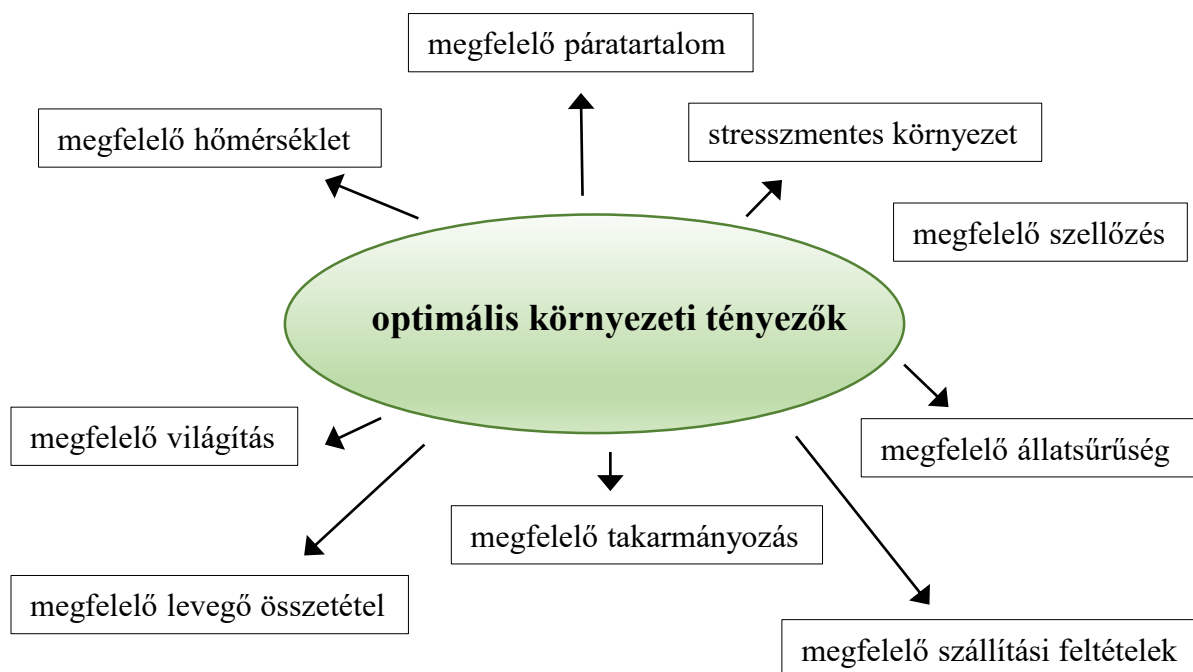 megfelelő páratartalom
megfelelő hőmérséklet
stresszmentes környezet
megfelelő szellőzés
optimális környezeti tényezők
megfelelő világítás
megfelelő állatsűrűség
megfelelő takarmányozás
megfelelő levegő összetétel
megfelelő szállítási feltételek